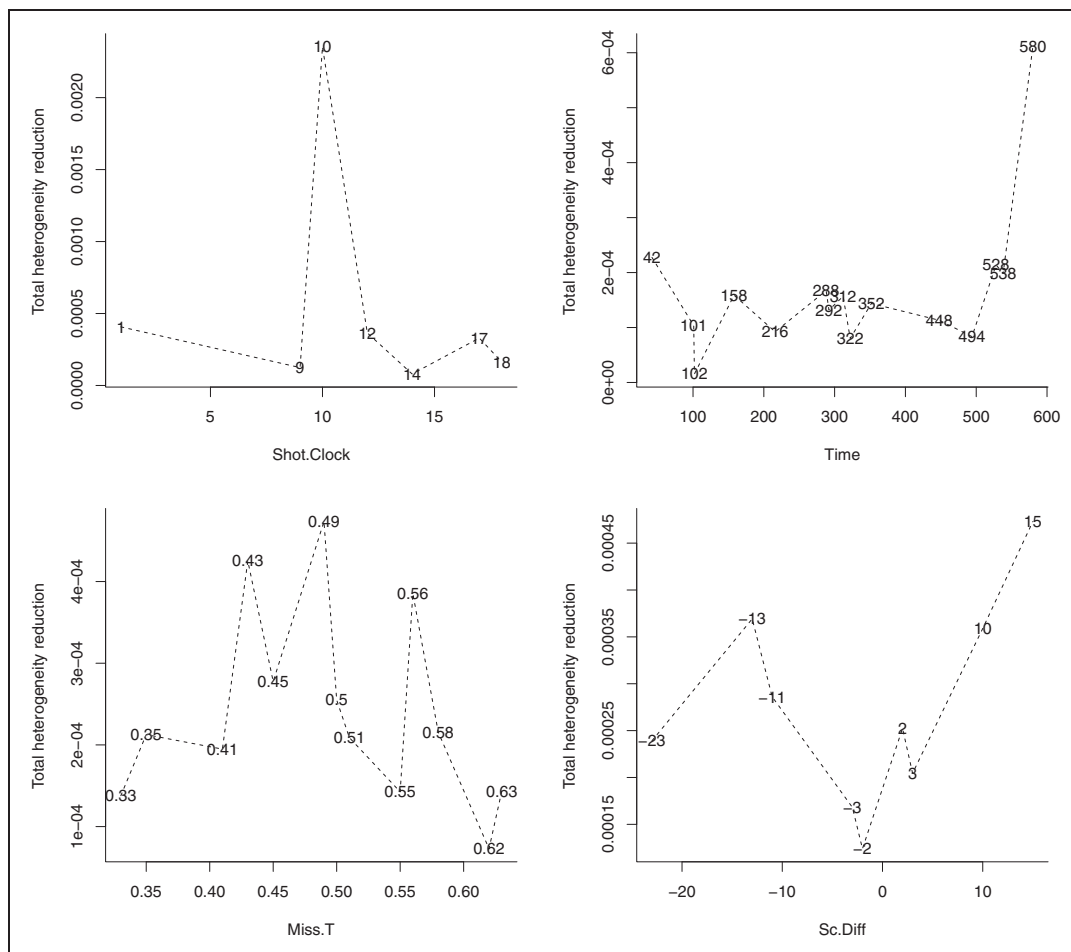 Total heterogeneity reduction
0.0020
0.0015
0.0010
0.0005
0.0000
1
9
10
12
14
17
18
5 10 15
Shot.Clock
Total heterogeneity reduction
6e−04
4e−04
2e−04
0e+00
42
101
102
158
216
288
292
312
322
352
448
494
528
538
580
100 200 300 400 500 600
Time
Total heterogeneity reduction
4e−04
3e−04
2e−04
1e−04
0.33
0.35
0.41
0.43
0.45
0.49
0.5
0.51
0.55
0.56
0.58
0.62
0.63
0.35 0.40 0.45 0.50 0.55 0.60
Miss.T
Total heterogeneity reduction
0.00045
0.00035
0.00025
0.00015
−23
−13
−11
−3
−2
2
3
10
15
−20 −10 0 10
Sc.Diff